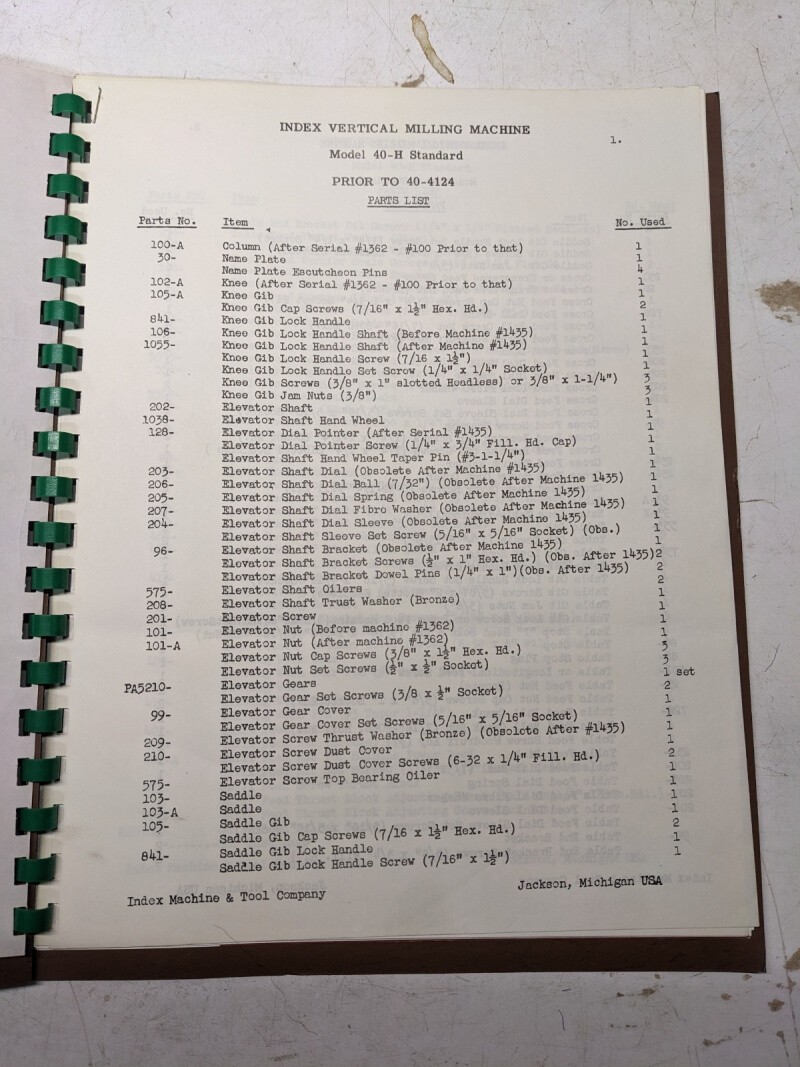 INDEX VERTICAL MILLING MACHINE
1.
Model 40-H Standard
PRIOR TO 40-4124
PARTS LIST
Parts No. Item No. Used
100-A Column (After Serial #1362 - #100 Prior to that) 1
30- Name Plate 1
Name Plate Escutcheon Pins 4
102-A Knee (After Serial #1362 - #100 Prior to that) 1
105-A Knee Gib 1
Knee Gib Cap Screws (7/16" x 1½" Hex. Hd.) 2
841- Knee Gib Lock Handle 1
106- Knee Gib Lock Handle Shaft (Before Machine #1435) 1
1055- Knee Gib Lock Handle Shaft (After Machine #1435) 1
Knee Gib Lock Handle Screw (7/16 x 1½") 1
Knee Gib Lock Handle Set Screw (1/4" x 1/4" Socket) 1
Knee Gib Screws (3/8" x 1" slotted Headless) or 3/8" x 1-1/4") 3
Knee Gib Jam Nuts (3/8") 3
202- Elevator Shaft 1
1038- Elevator Shaft Hand Wheel 1
128- Elevator Dial Pointer (After Serial #1435) 1
Elevator Dial Pointer Screw (1/4" x 3/4" Fill. Hd. Cap) 1
Elevator Shaft Hand Wheel Taper Pin (#3-1-1/4") 1
203- Elevator Shaft Dial (Obsolete After Machine #1435) 1
206- Elevator Shaft Dial Ball (7/32") (Obsolete After Machine 1435) 1
205- Elevator Shaft Dial Spring (Obsolete After Machine 1435) 1
207- Elevator Shaft Dial Fibre Washer (Obsolete After Machine 1435) 1
204- Elevator Shaft Dial Sleeve (Obsolete After Machine 1435) 1
Elevator Shaft Sleeve Set Screw (5/16" x 5/16" Socket) (Obs.) 1
96- Elevator Shaft Bracket (Obsolete After Machine 1435) 1
Elevator Shaft Bracket Screws (½" x 1" Hex. Hd.) (Obs. After 1435) 2
Elevator Shaft Bracket Dowel Pins (1/4" x 1")(Obs. After 1435) 2
575- Elevator Shaft Oilers 2
208- Elevator Shaft Trust Washer (Bronze) 1
201- Elevator Screw 1
101- Elevator Nut (Before machine #1362) 1
101-A Elevator Nut (After machine #1362) 1
Elevator Nut Cap Screws (3/8" x 1½" Hex. Hd.) 3
Elevator Nut Set Screws (½" x ½" Socket) 3
PA5210- Elevator Gears 1 set
Elevator Gear Set Screws (3/8 x ½" Socket) 2
99- Elevator Gear Cover 1
Elevator Gear Cover Set Screws (5/16" x 5/16" Socket) 1
209- Elevator Screw Thrust Washer (Bronze) (Obsolete After #1435) 1
210- Elevator Screw Dust Cover 1
Elevator Screw Dust Cover Screws (6-32 x 1/4" Fill. Hd.) 2
575- Elevator Screw Top Bearing Oiler 1
103- Saddle 1
103-A Saddle 1
105- Saddle Gib 1
Saddle Gib Cap Screws (7/16 x 1½" Hex. Hd.) 2
841- Saddle Gib Lock Handle 1
Saddle Gib Lock Handle Screw (7/16" x 1½") 1
Index Machine & Tool Company Jackson, Michigan USA